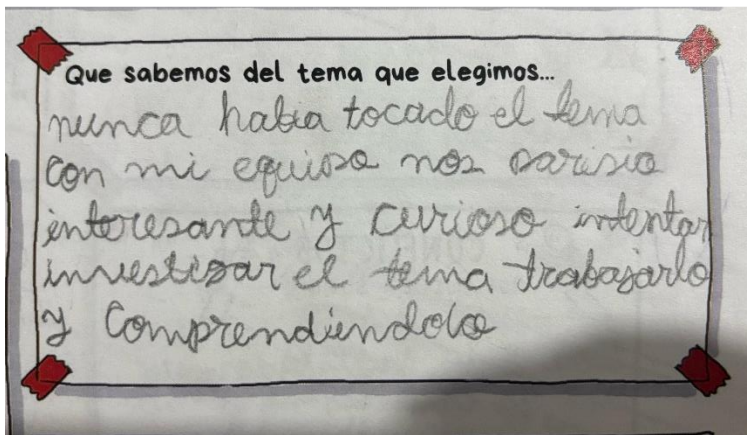 Que sabemos del tema que elegimos...
nunca habia tocado el tema
con mi equipo nos parisio
interesante y curioso intentar
investigar el tema trabajarlo
y comprendiendolo